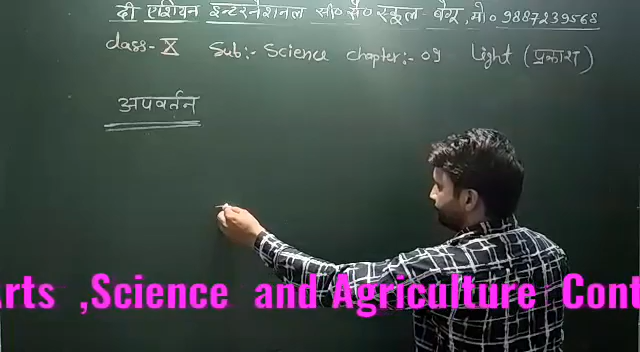 दी एशियन इन्टरनेशनल सी० सै० स्कूल - बेगू, मो० 9887239568
class - X Sub:- Science chapter:- 09 Light (प्रकाश)
अपवर्तन
Arts ,Science and Agriculture Cont